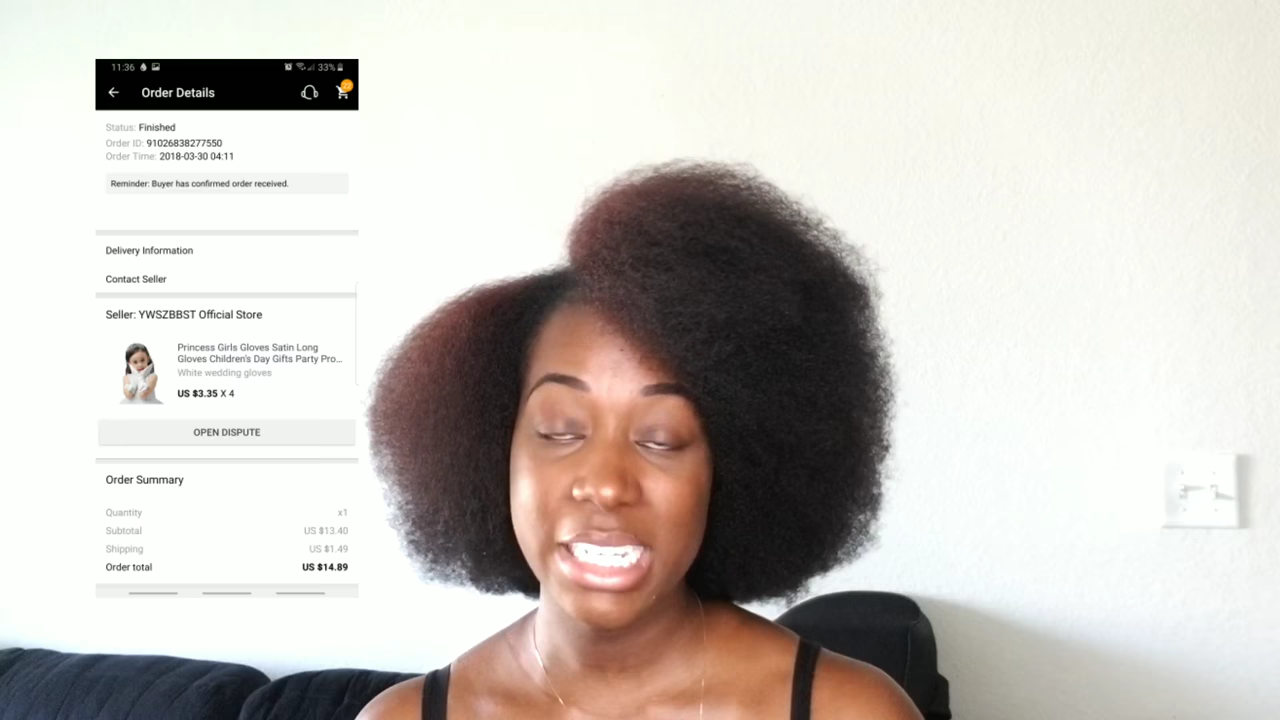 11:36 33%
Order Details
Status: Finished
Order ID: 91026838277550
Order Time: 2018-03-30 04:11
Reminder: Buyer has confirmed order received.
Delivery Information
Contact Seller
Seller: YWSZBBST Official Store
Princess Girls Gloves Satin Long
Gloves Children's Day Gifts Party Pro...
White wedding gloves
US $3.35 X 4
OPEN DISPUTE
Order Summary
Quantity x1
Subtotal US $13.40
Shipping US $1.49
Order total US $14.89